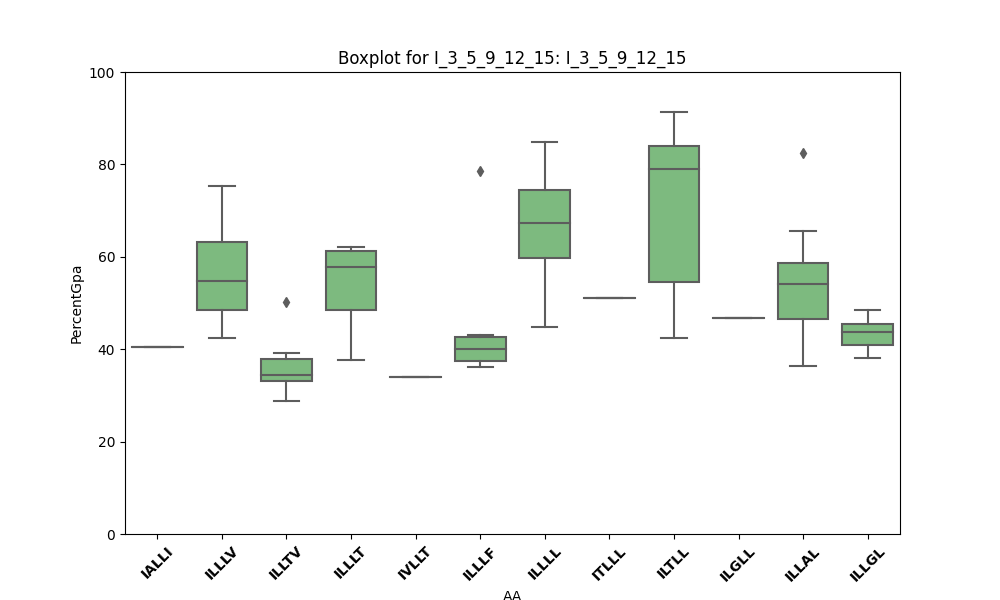 Boxplot for I_3_5_9_12_15: I_3_5_9_12_15
100
80
60
40
20
0
PercentGpa
IALLI
ILLLV
ILLTV
ILLLT
IVLLT
ILLLF
ILLLL
ITLLL
ILTLL
ILGLL
ILLAL
ILLGL
AA